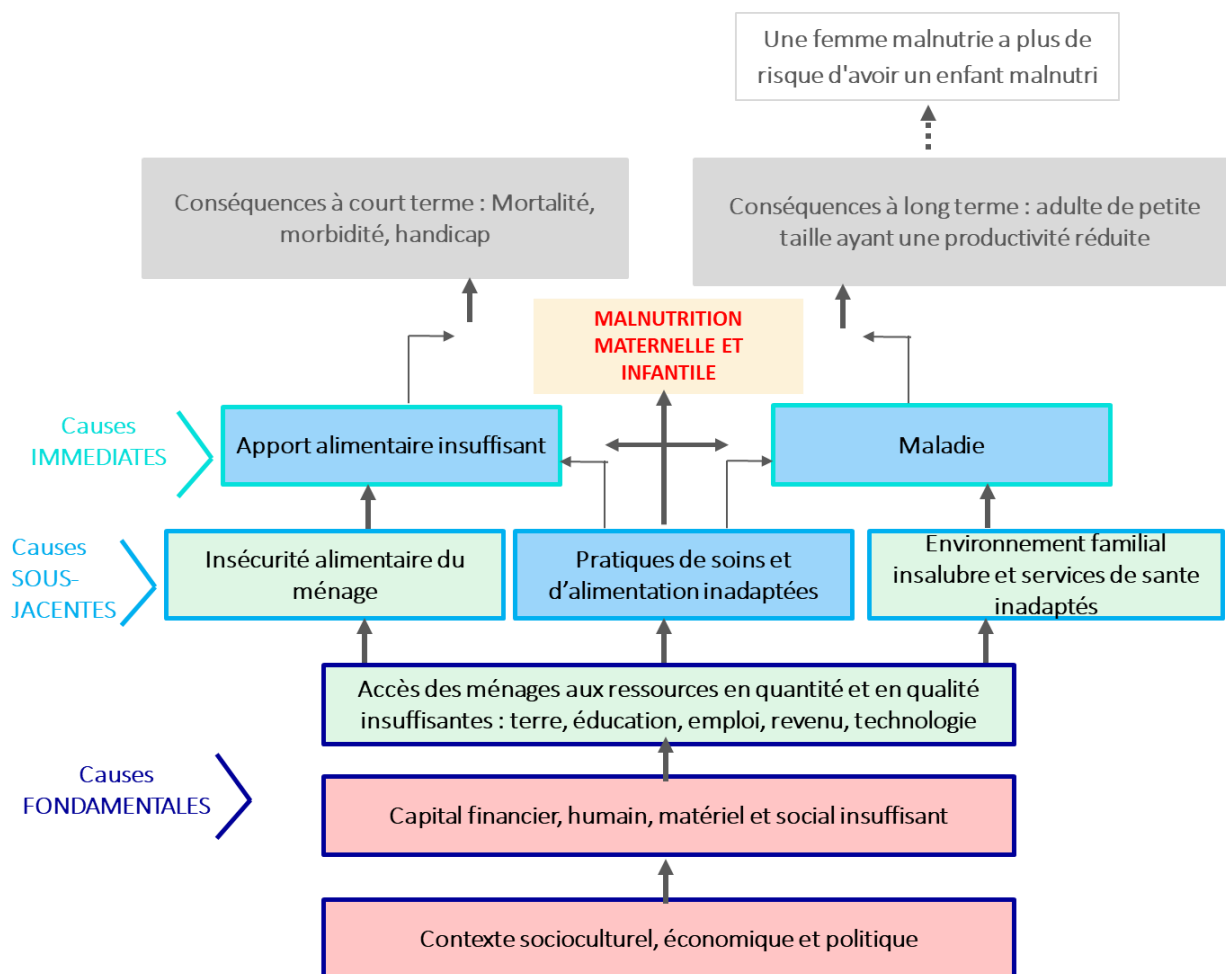 Une femme malnutrie a plus de
risque d'avoir un enfant malnutri
Conséquences à court terme : Mortalité,
morbidité, handicap
Conséquences à long terme : adulte de petite
taille ayant une productivité réduite
MALNUTRITION
MATERNELLE ET
INFANTILE
Causes
IMMEDIATES
Apport alimentaire insuffisant
Maladie
Causes
SOUS-
JACENTES
Insécurité alimentaire du
ménage
Pratiques de soins et
d’alimentation inadaptées
Environnement familial
insalubre et services de sante
inadaptés
Accès des ménages aux ressources en quantité et en qualité
insuffisantes : terre, éducation, emploi, revenu, technologie
Causes
FONDAMENTALES
Capital financier, humain, matériel et social insuffisant
Contexte socioculturel, économique et politique